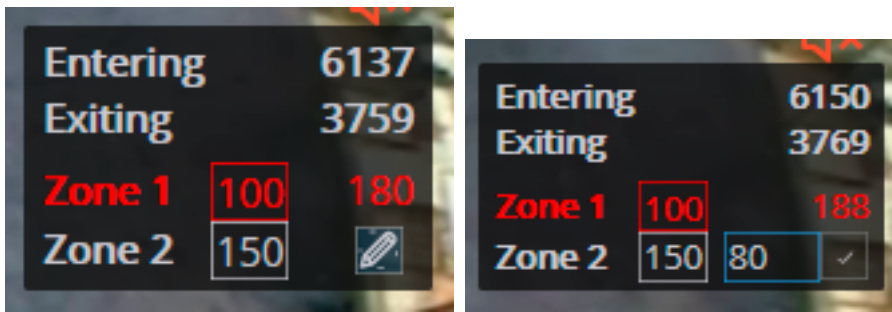 Entering 6137
Exiting 3759
Zone 1 100 180
Zone 2 150
Entering 6150
Exiting 3769
Zone 1 100 188
Zone 2 150 80